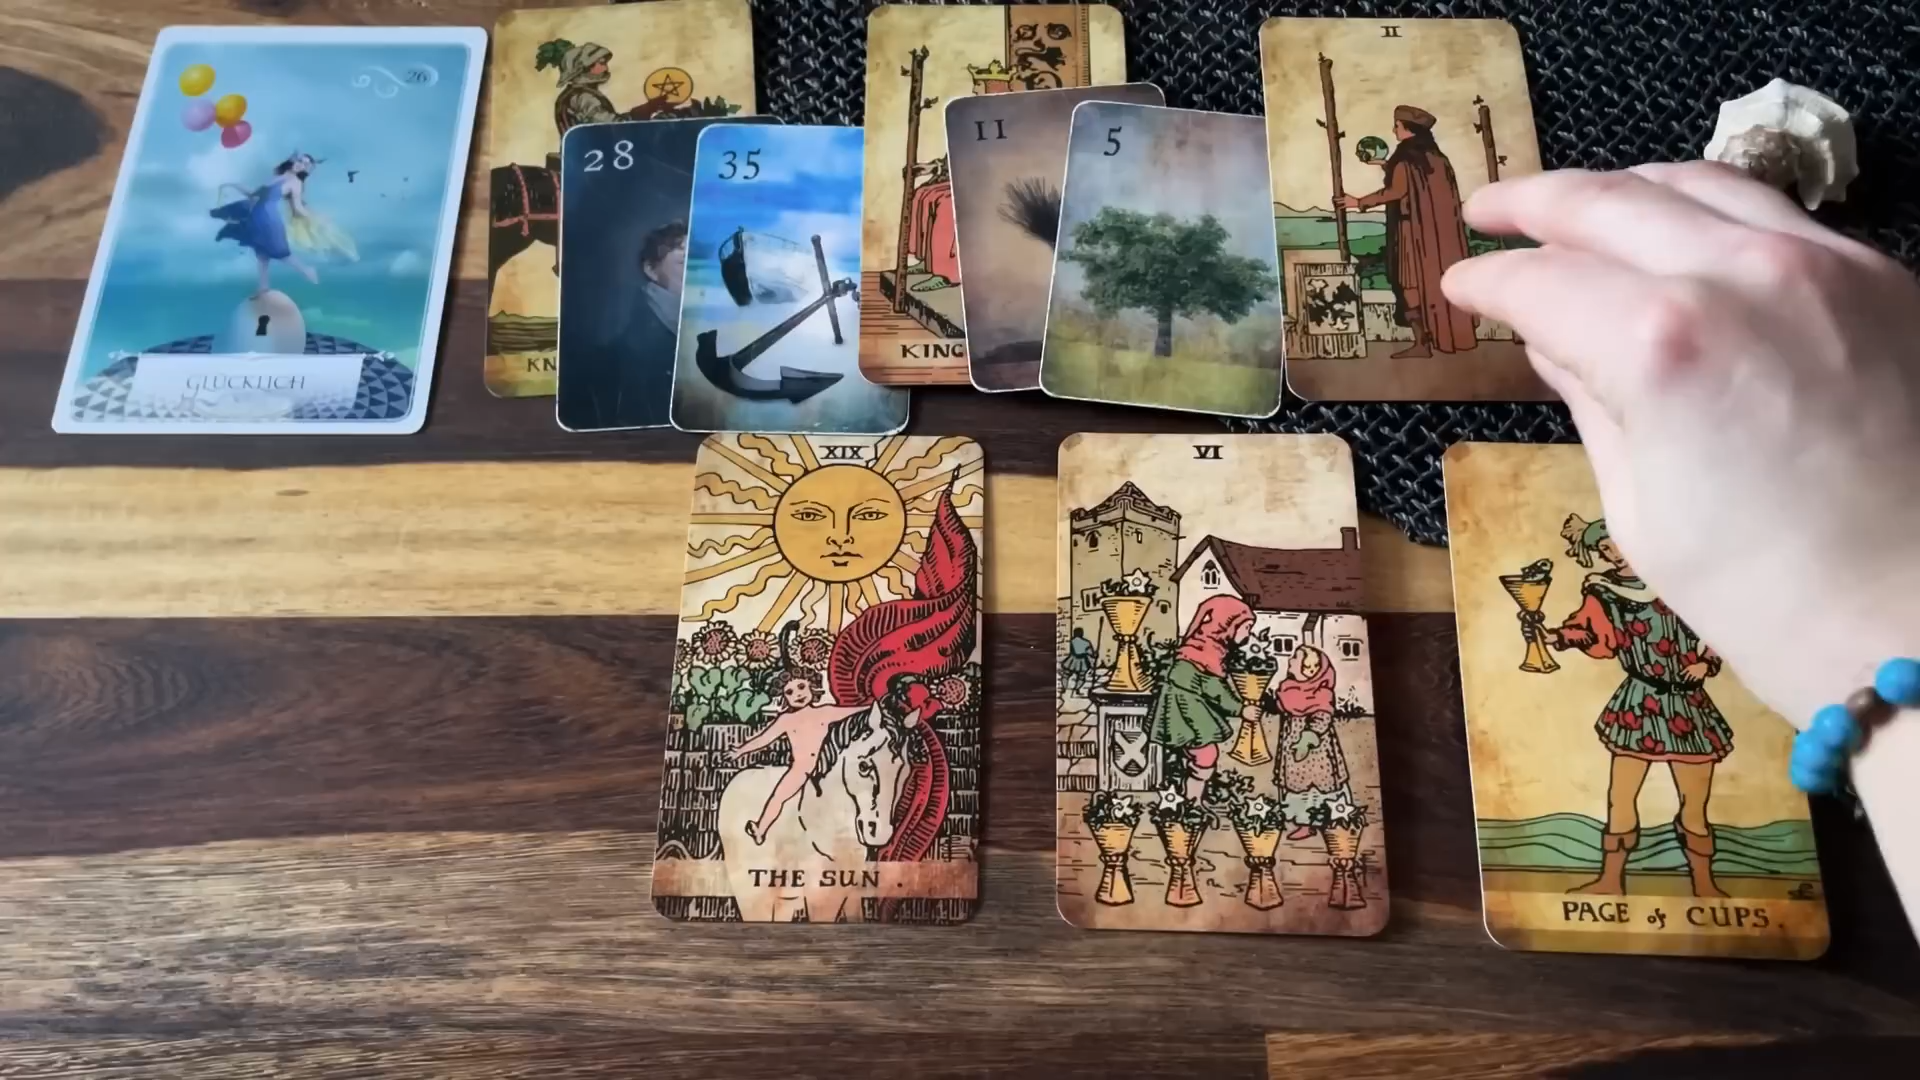 26
GLÜCKLICH
KN
28
35
KING
11
5
II
XIX
THE SUN.
VI
PAGE of CUPS.